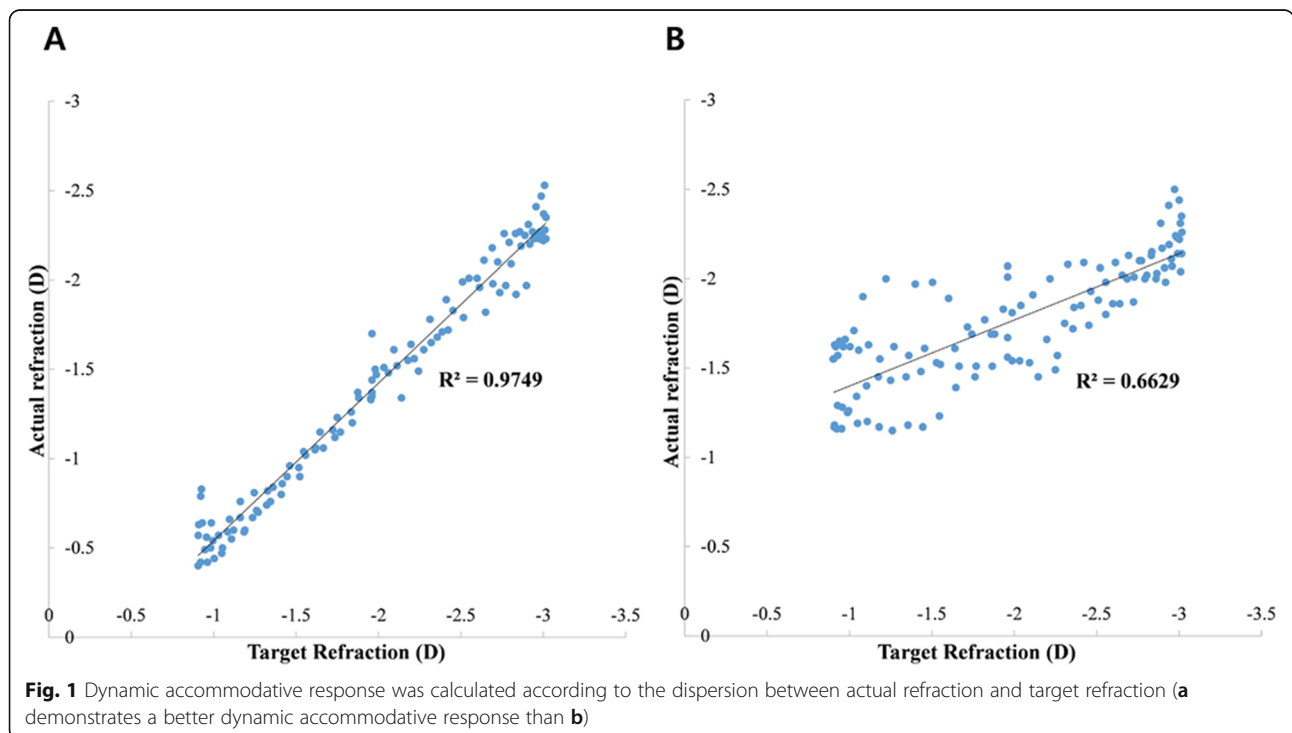 A
-3
-2.5
-2
-1.5
-1
-0.5
0
0 -0.5 -1 -1.5 -2 -2.5 -3 -3.5
Actual refraction (D)
Target Refraction (D)
R² = 0.9749
B
-3
-2.5
-2
-1.5
-1
-0.5
0
0 -0.5 -1 -1.5 -2 -2.5 -3 -3.5
Actual refraction (D)
Target Refraction (D)
R² = 0.6629
Fig. 1 Dynamic accommodative response was calculated according to the dispersion between actual refraction and target refraction (a
demonstrates a better dynamic accommodative response than b)